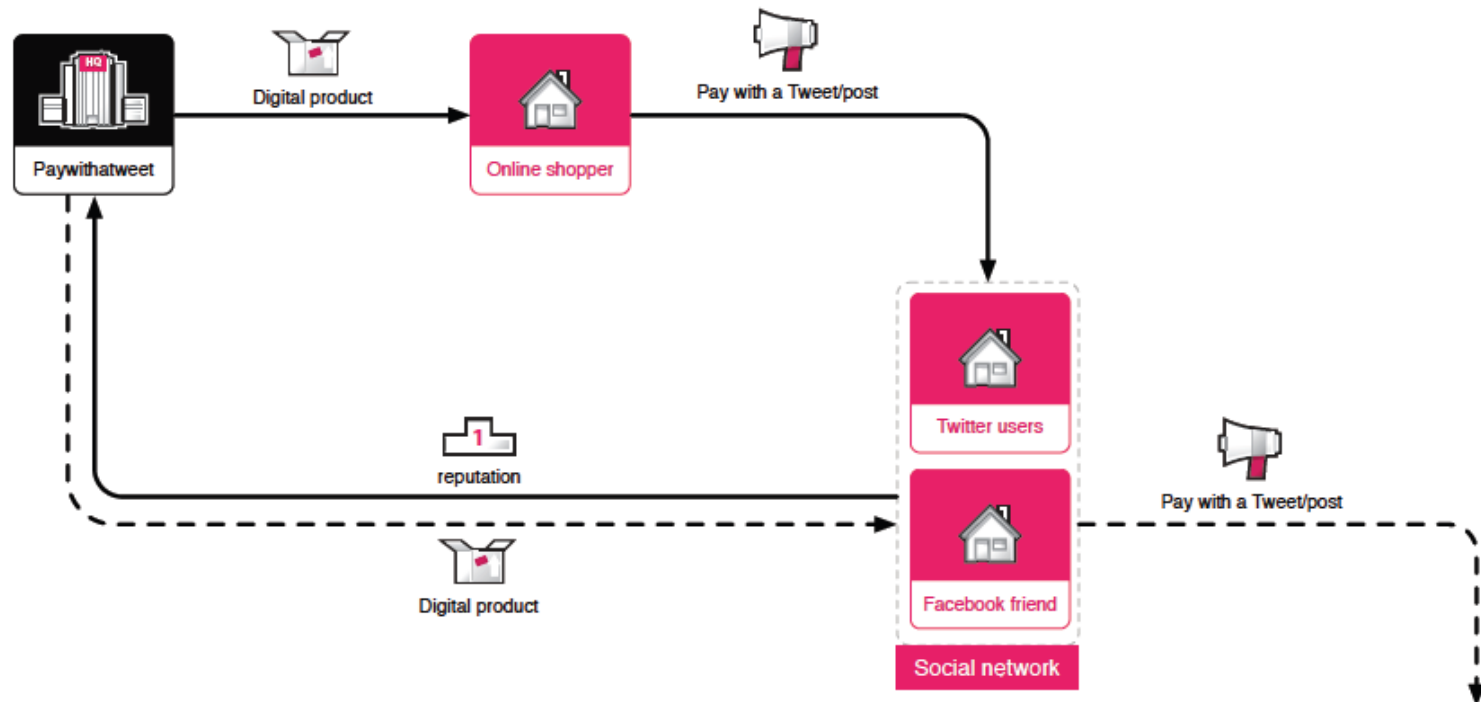 HQ
Paywithatweet
Digital product
Online shopper
Pay with a Tweet/post
Twitter users
1
reputation
Pay with a Tweet/post
Digital product
Facebook friend
Social network